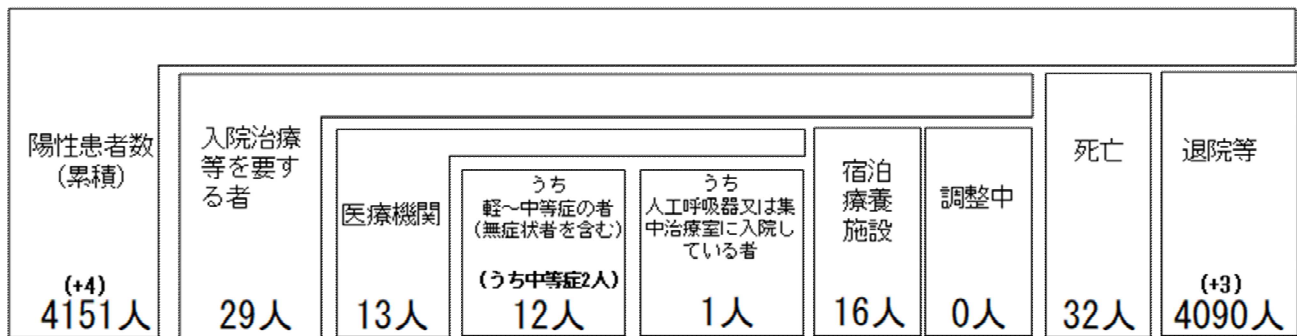 陽性患者数
(累積)
(+4)
4151人
入院治療
等を要す
る者
29人
医療機関
13人
うち
軽～中等症の者
(無症状者を含む)
(うち中等症2人)
12人
うち
人工呼吸器又は集
中治療室に入院し
ている者
1人
宿泊
療養
施設
16人
調整中
0人
死亡
32人
退院等
(+3)
4090人